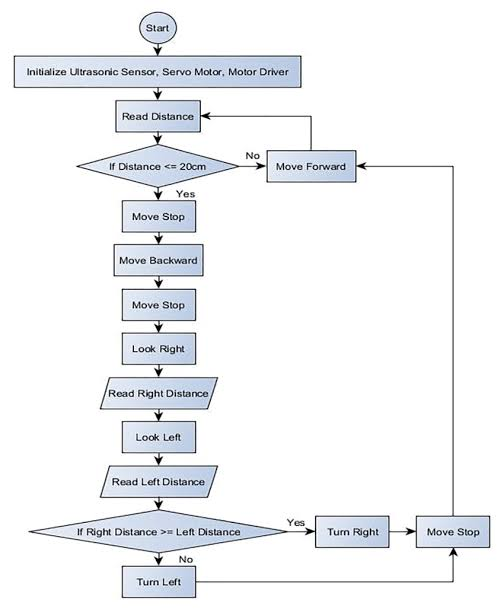 Start
Initialize Ultrasonic Sensor, Servo Motor, Motor Driver
Read Distance
If Distance <= 20cm
No
Move Forward
Yes
Move Stop
Move Backward
Move Stop
Look Right
Read Right Distance
Look Left
Read Left Distance
If Right Distance >= Left Distance
Yes
Turn Right
Move Stop
No
Turn Left